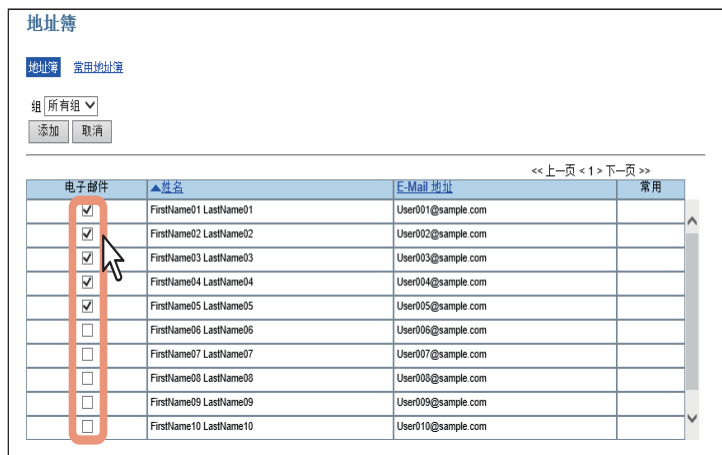 地址簿
地址簿 常用地址簿
组 所有组
添加 取消
<< 上一页 < 1 > 下一页 >>
电子邮件 ▲姓名 E-Mail 地址 常用
FirstName01 LastName01 User001@sample.com
FirstName02 LastName02 User002@sample.com
FirstName03 LastName03 User003@sample.com
FirstName04 LastName04 User004@sample.com
FirstName05 LastName05 User005@sample.com
FirstName06 LastName06 User006@sample.com
FirstName07 LastName07 User007@sample.com
FirstName08 LastName08 User008@sample.com
FirstName09 LastName09 User009@sample.com
FirstName10 LastName10 User010@sample.com